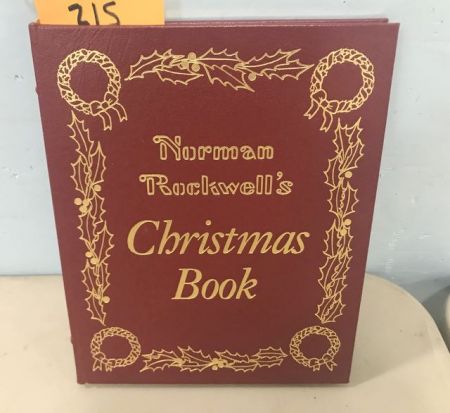 215
Norman
Rockwell's
Christmas
Book